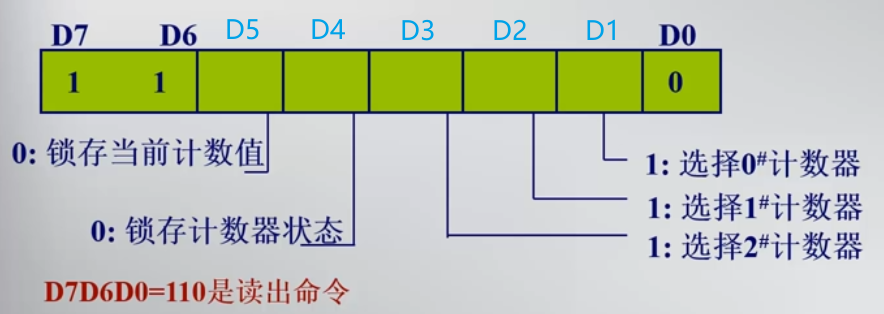 D7 D6 D5 D4 D3 D2 D1 D0
1 1 0
0: 锁存当前计数值
1: 选择0#计数器
1: 选择1#计数器
0: 锁存计数器状态
1: 选择2#计数器
D7D6D0=110是读出命令